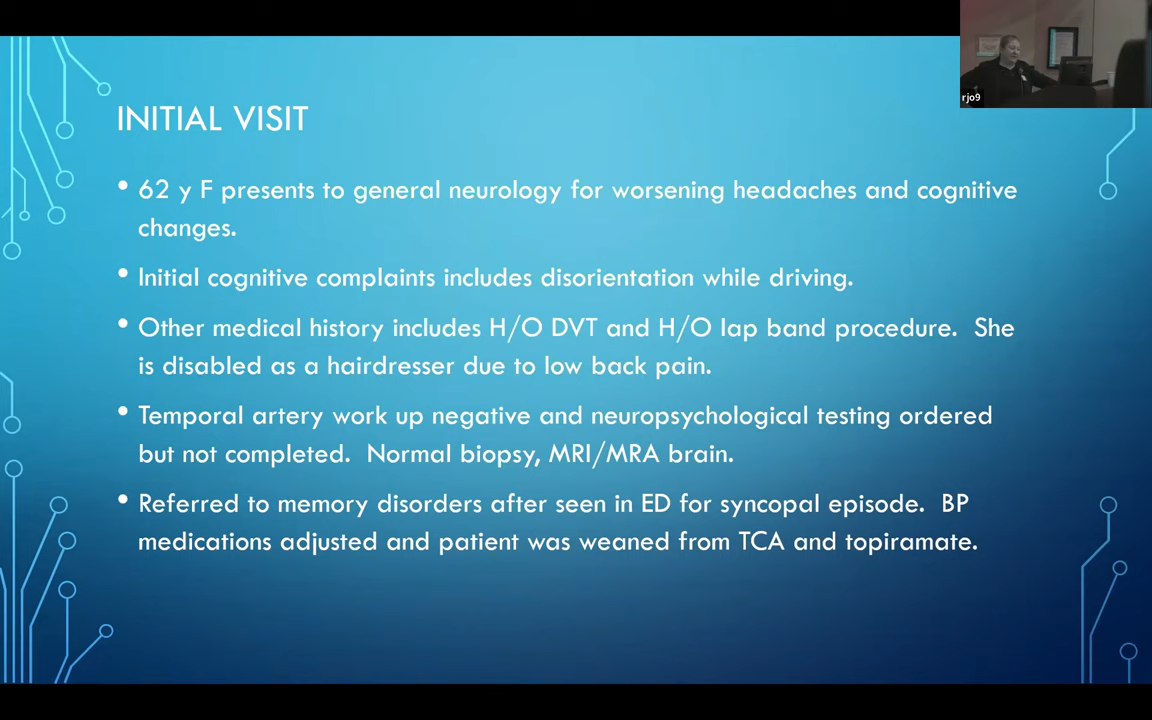 rjo9
INITIAL VISIT
• 62 y F presents to general neurology for worsening headaches and cognitive
changes.
• Initial cognitive complaints includes disorientation while driving.
• Other medical history includes H/O DVT and H/O lap band procedure.  She
is disabled as a hairdresser due to low back pain.
• Temporal artery work up negative and neuropsychological testing ordered
but not completed.  Normal biopsy, MRI/MRA brain.
• Referred to memory disorders after seen in ED for syncopal episode.  BP
medications adjusted and patient was weaned from TCA and topiramate.